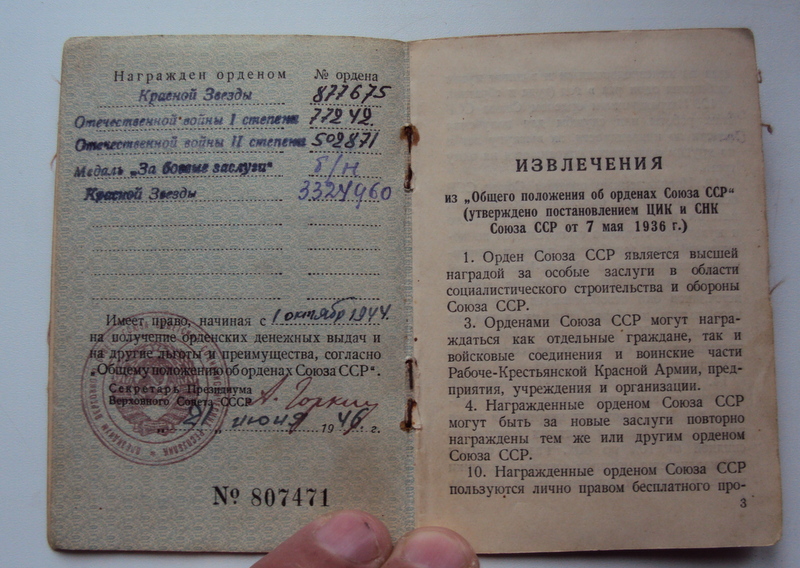 Награжден орденом № ордена
Красной Звезды 877675
Отечественной войны I степени 77242
Отечественной войны II степени 502871
Медаль „За боевые заслуги“ б/н
Красной Звезды 3324960
Имеет право, начиная с 1 октября 1944
на получение орденских денежных выдач и
на другие льготы и преимущества, согласно
„Общему положению об орденах Союза ССР“.
Секретарь Президиума
Верховного Совета СССР А. Горкин
„21“ июня 1946 г.
№ 807471
ИЗВЛЕЧЕНИЯ
из „Общего положения об орденах Союза ССР“
(утверждено постановлением ЦИК и СНК
Союза ССР от 7 мая 1936 г.)
1. Орден Союза ССР является высшей
наградой за особые заслуги в области
социалистического строительства и обороны
Союза ССР.
3. Орденами Союза ССР могут награ-
ждаться как отдельные граждане, так и
войсковые соединения и воинские части
Рабоче-Крестьянской Красной Армии, пред-
приятия, учреждения и организации.
4. Награжденные орденом Союза ССР
могут быть за новые заслуги повторно
награждены тем же или другим орденом
Союза ССР.
10. Награжденные орденом Союза ССР
пользуются лично правом бесплатного про-
3